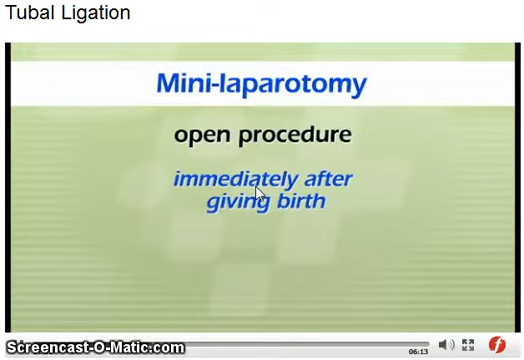 Tubal Ligation
Mini-laparotomy
open procedure
immediately after
giving birth
Screencast-O-Matic.com
06:13